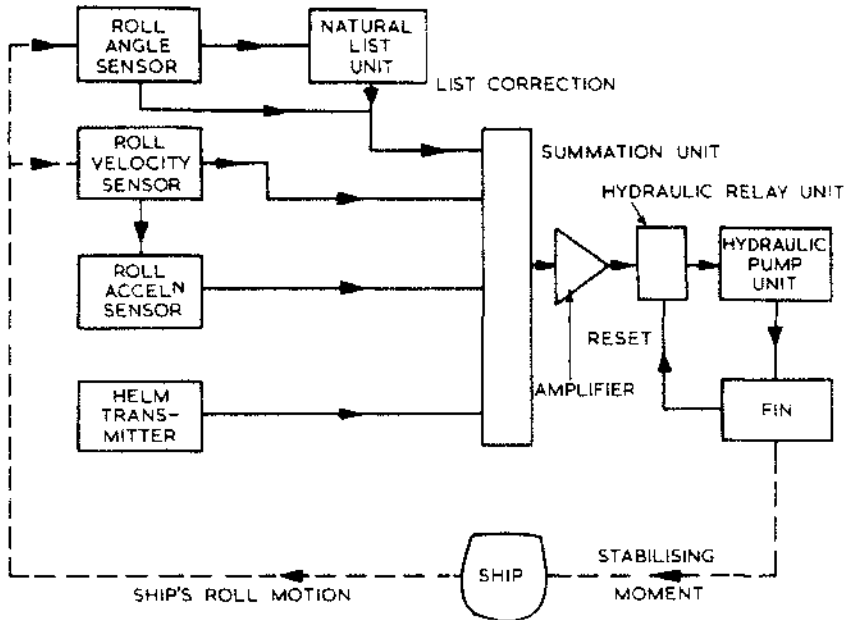 ROLL
ANGLE
SENSOR
NATURAL
LIST
UNIT
LIST CORRECTION
ROLL
VELOCITY
SENSOR
SUMMATION UNIT
HYDRAULIC RELAY UNIT
HYDRAULIC
PUMP
UNIT
ROLL
ACCELN
SENSOR
RESET
AMPLIFIER
HELM
TRANS-
MITTER
FIN
SHIP
STABILISING
MOMENT
SHIP'S ROLL MOTION